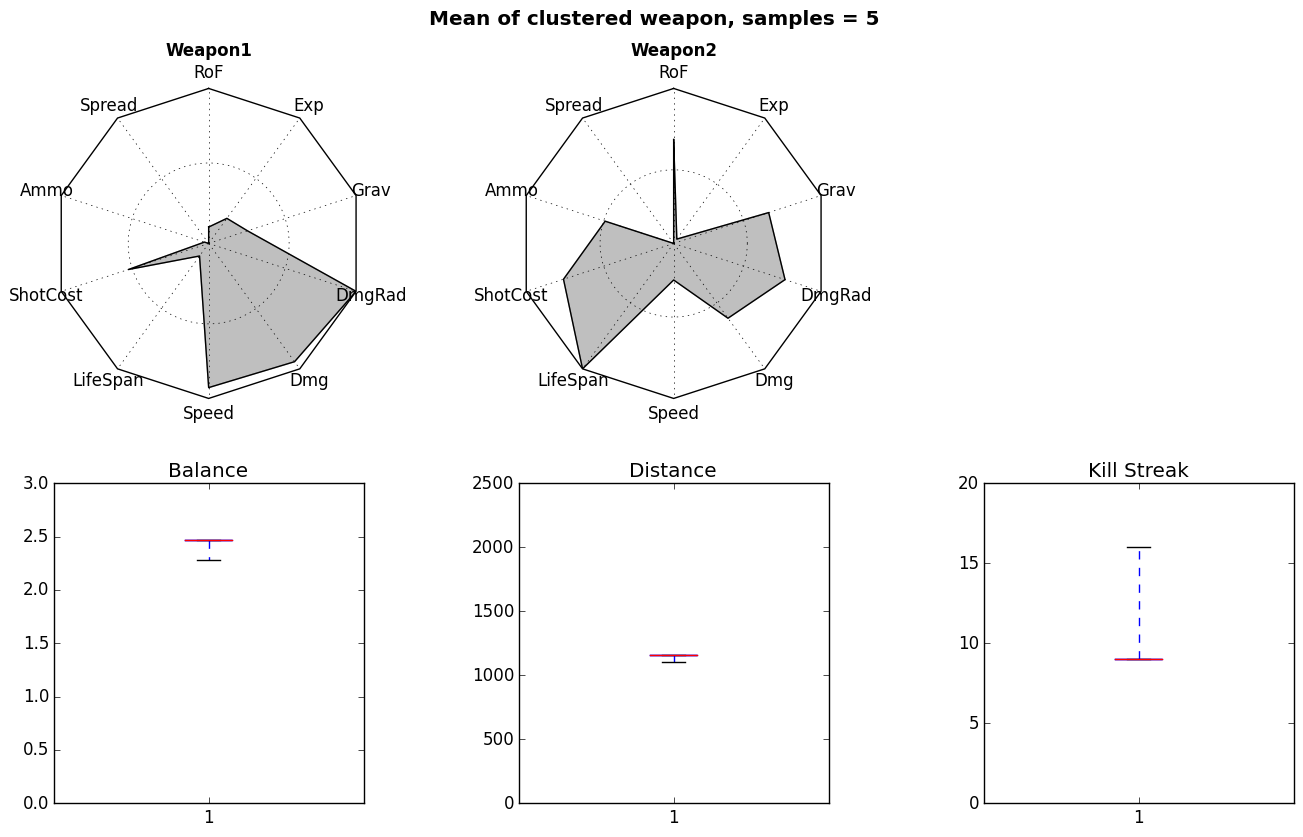 Mean of clustered weapon, samples = 5
Weapon1
RoF
Spread
Exp
Ammo
Grav
ShotCost
DmgRad
LifeSpan
Dmg
Speed
Weapon2
RoF
Spread
Exp
Ammo
Grav
ShotCost
DmgRad
LifeSpan
Dmg
Speed
Balance
3.0
2.5
2.0
1.5
1.0
0.5
0.0
1
Distance
2500
2000
1500
1000
500
0
1
Kill Streak
20
15
10
5
0
1